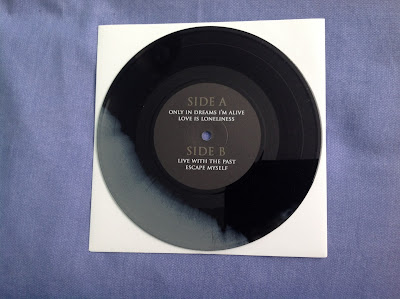 SIDE A
ONLY IN DREAMS I'M ALIVE
LOVE IS LONELINESS
SIDE B
LIVE WITH THE PAST
ESCAPE MYSELF